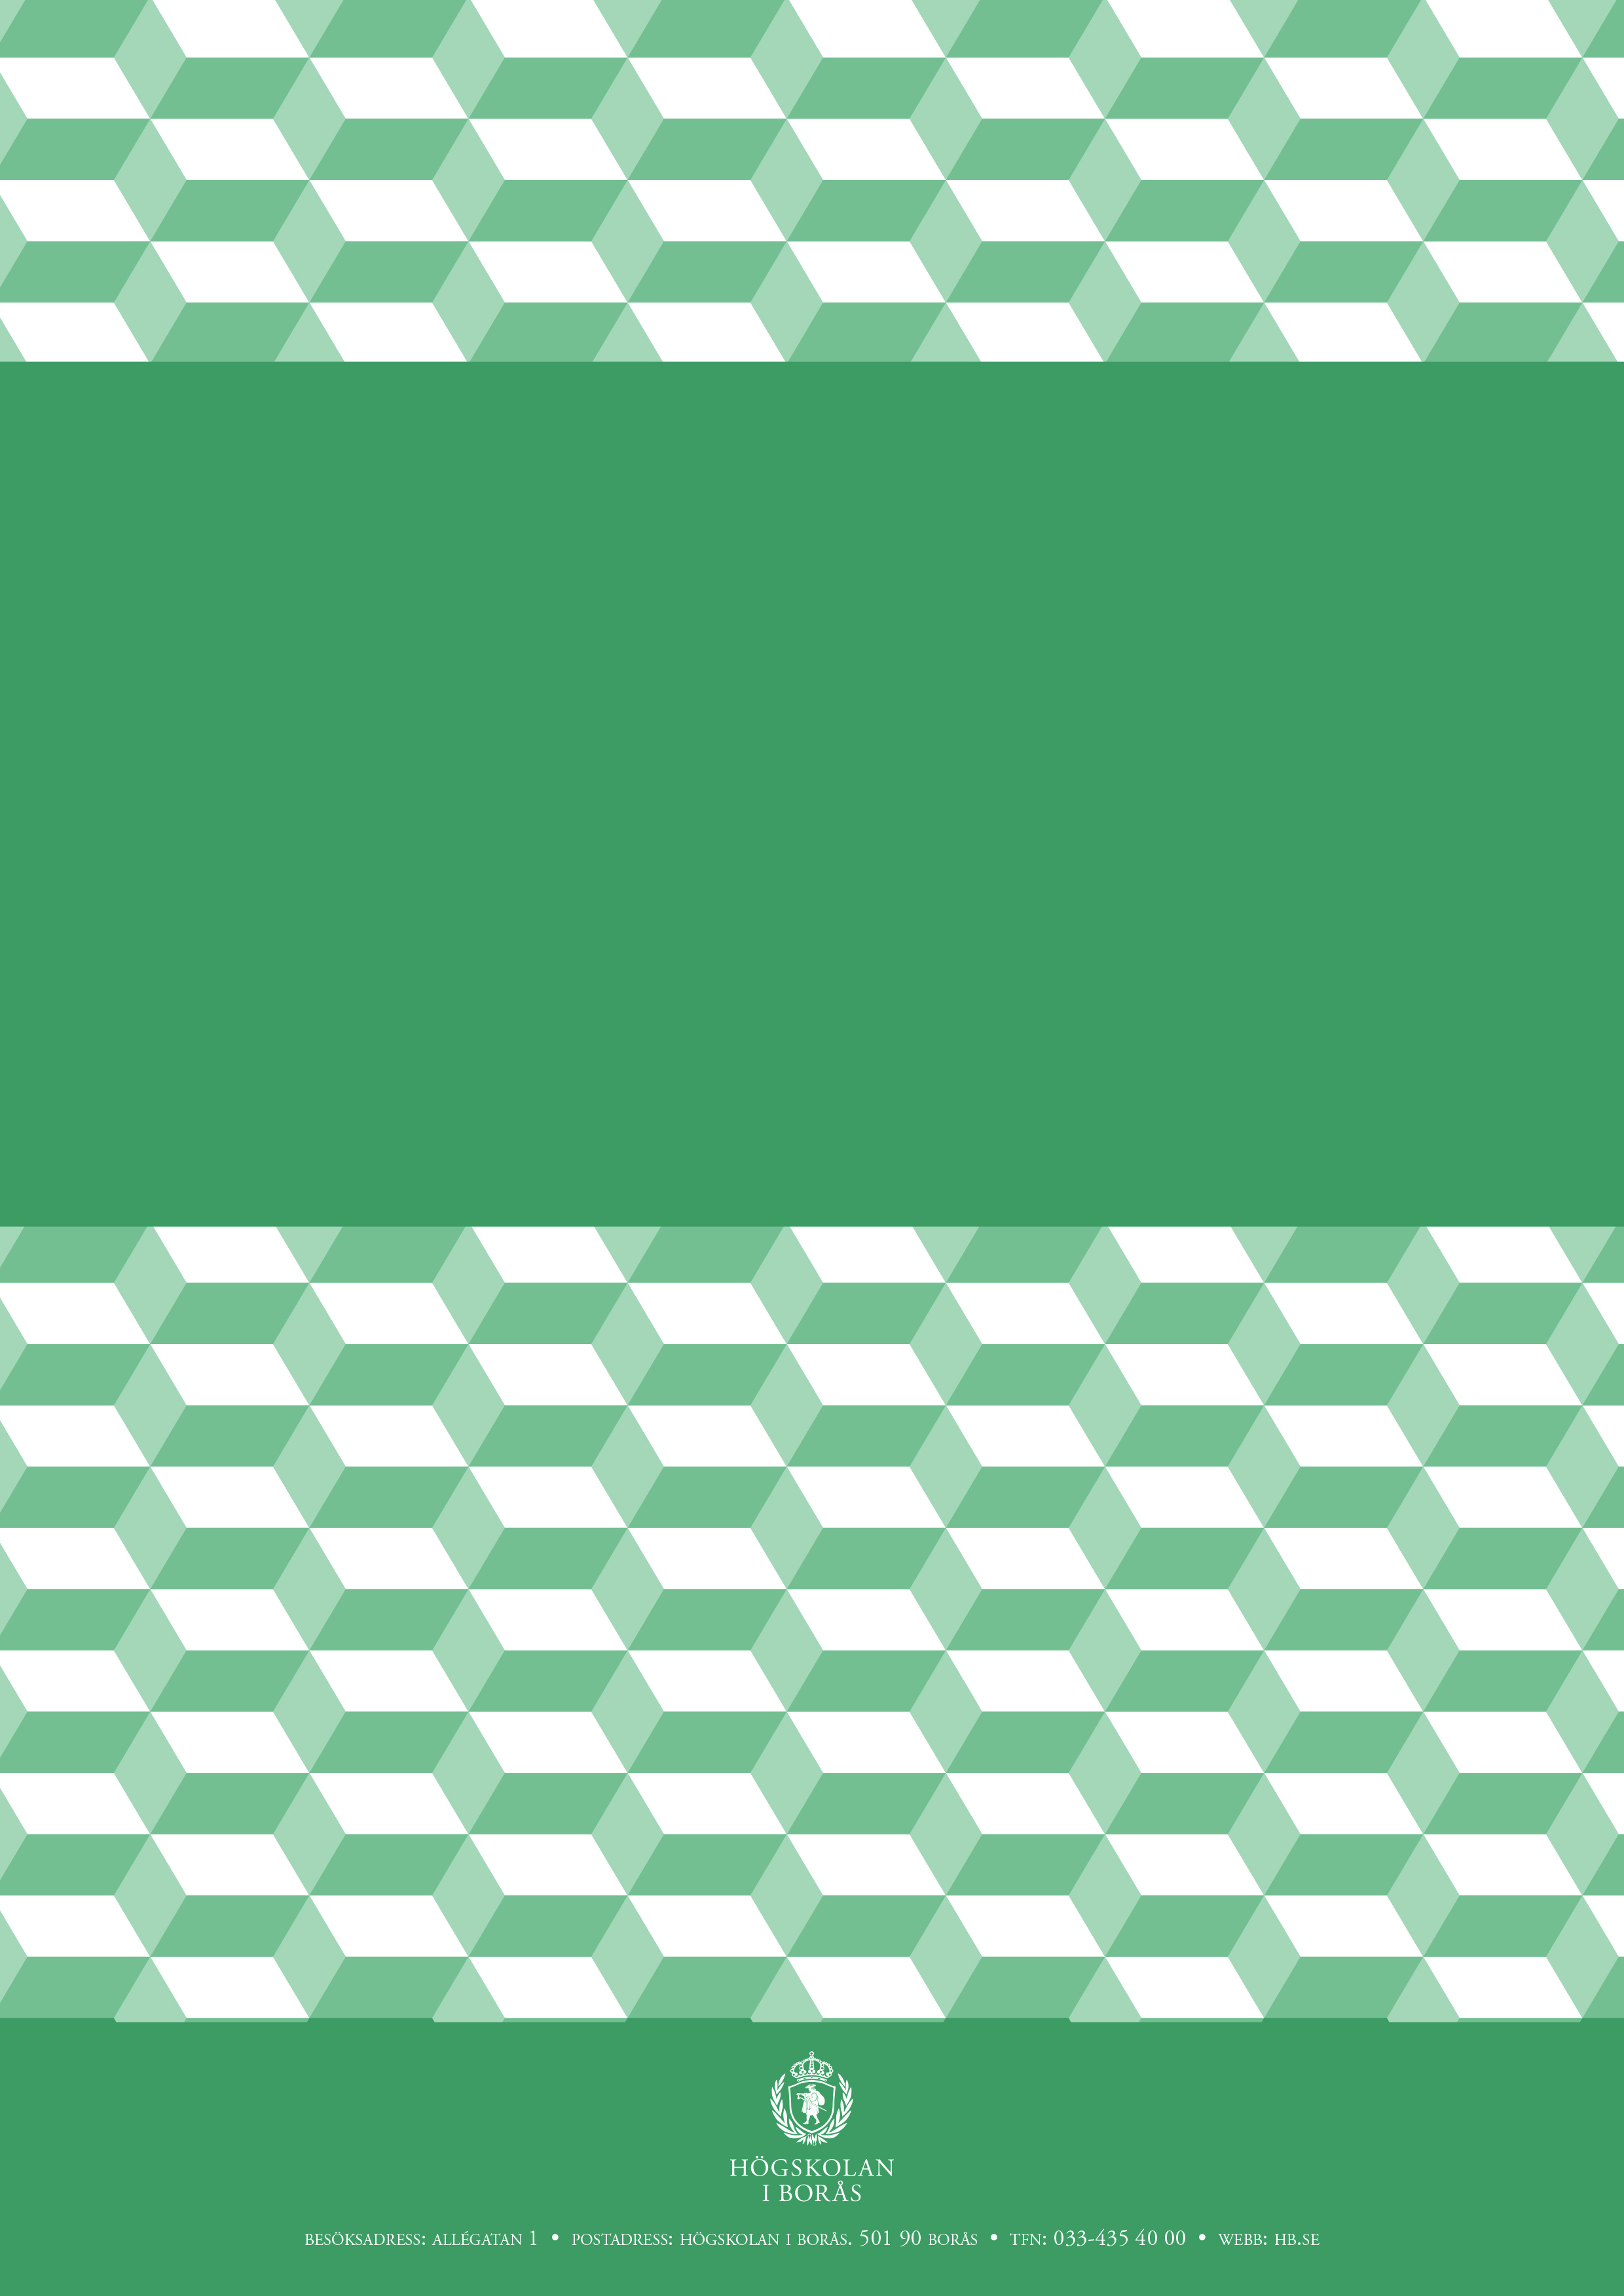 HÖGSKOLAN
I BORÅS
BESÖKSADRESS: ALLÉGATAN 1 • POSTADRESS: HÖGSKOLAN I BORÅS. 501 90 BORÅS • TFN: 033-435 40 00 • WEBB: HB.SE